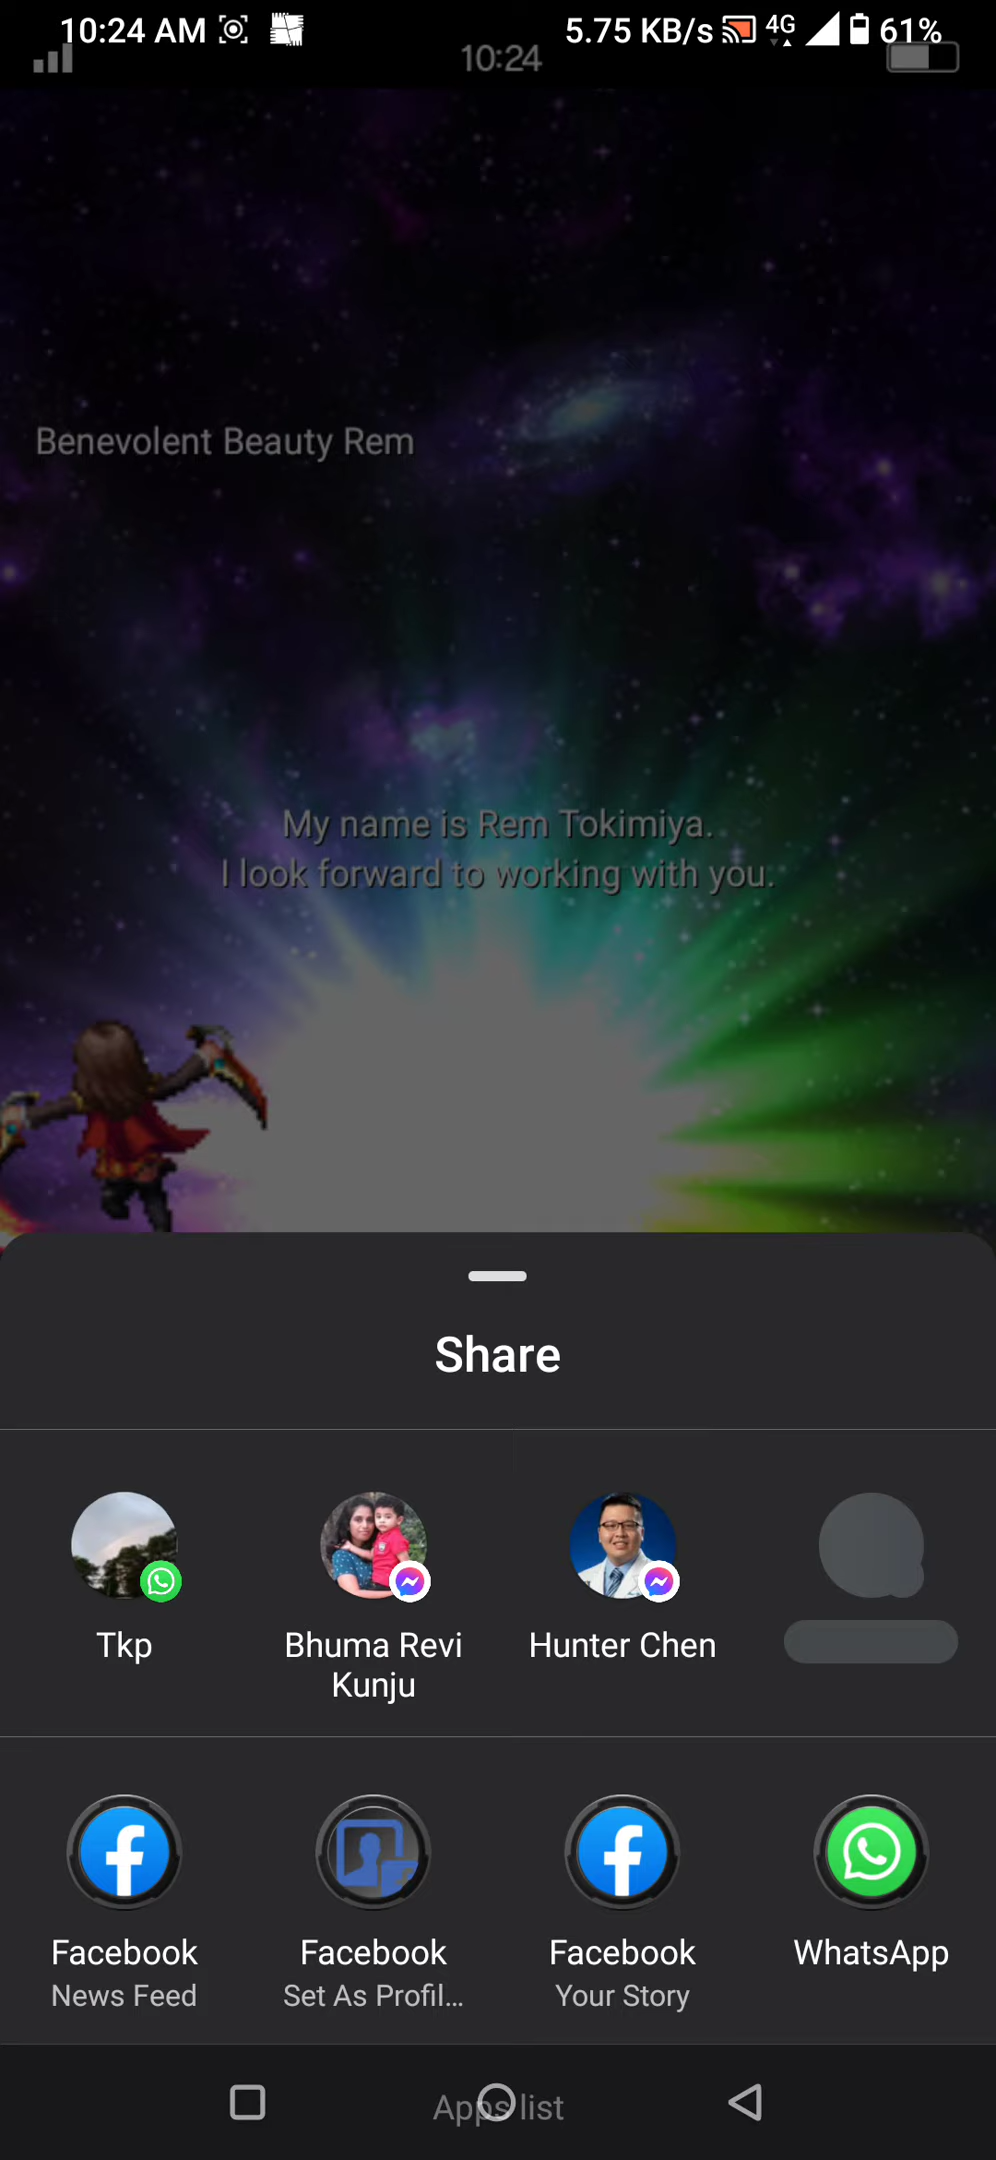 10:24 AM 5.75 KB/s 4G 61%
10:24
Benevolent Beauty Rem
My name is Rem Tokimiya.
I look forward to working with you.
Share
Tkp
Bhuma Revi
Kunju
Hunter Chen
Facebook
News Feed
Facebook
Set As Profil...
Facebook
Your Story
WhatsApp
Apps list